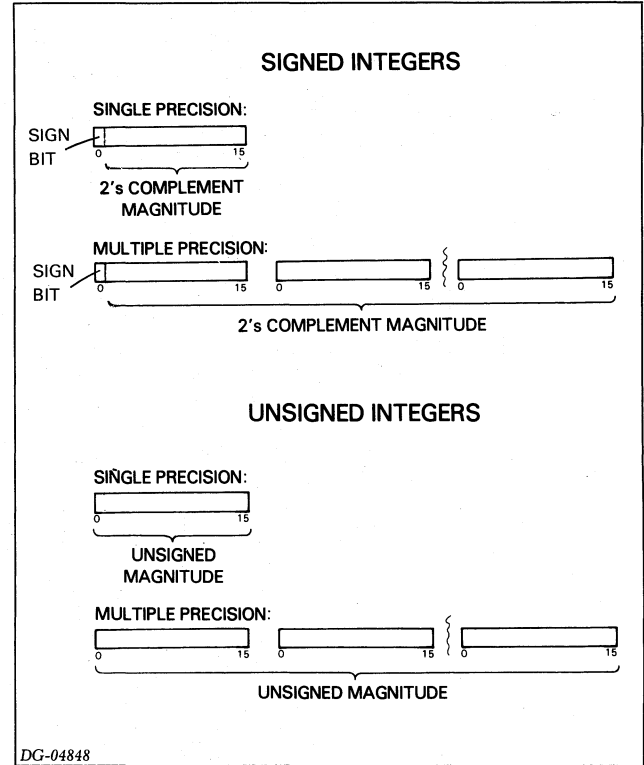 SIGNED INTEGERS
SINGLE PRECISION:
SIGN
BIT
0 15
2's COMPLEMENT
MAGNITUDE
MULTIPLE PRECISION:
SIGN
BIT
0 15 0 15 0 15
2's COMPLEMENT MAGNITUDE
UNSIGNED INTEGERS
SINGLE PRECISION:
0 15
UNSIGNED
MAGNITUDE
MULTIPLE PRECISION:
0 15 0 15 0 15
UNSIGNED MAGNITUDE
DG-04848